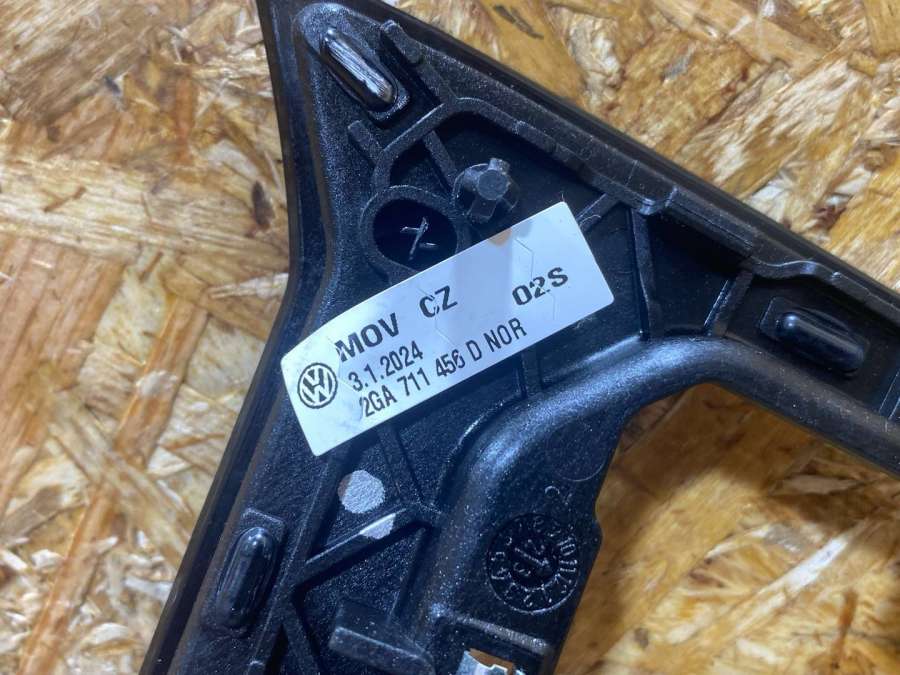 MOV CZ 02S
3.1.2024
2GA 711 456 D NOR